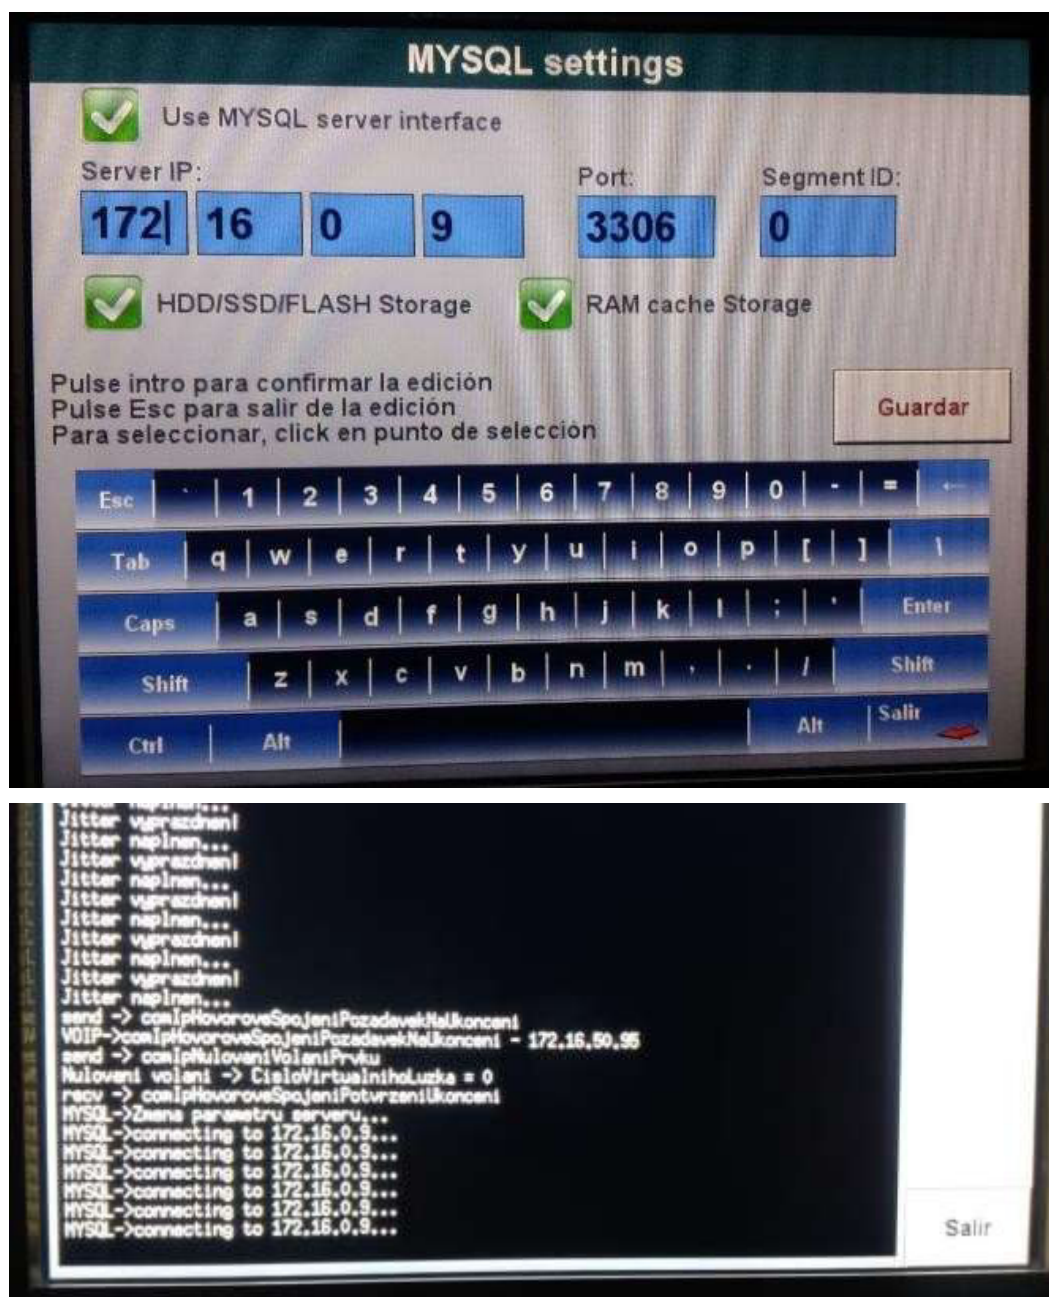 MYSQL settings
Use MYSQL server interface
Server IP: Port: Segment ID:
172 16 0 9 3306 0
HDD/SSD/FLASH Storage RAM cache Storage
Pulse intro para confirmar la edición
Pulse Esc para salir de la edición
Para seleccionar, click en punto de selección
Guardar
Esc ` 1 2 3 4 5 6 7 8 9 0 - = ←
Tab q w e r t y u i o p [ ] \
Caps a s d f g h j k l ; ' Enter
Shift z x c v b n m , . / Shift
Ctrl Alt Alt Salir
Jitter vyprazdnen!
Jitter naplnen...
Jitter vyprazdnen!
Jitter naplnen...
Jitter vyprazdnen!
Jitter naplnen...
Jitter vyprazdnen!
Jitter naplnen...
Jitter vyprazdnen!
Jitter naplnen...
send -> comIpHovoroveSpojeniPozadavekNaUkonceni
VOIP->comIpHovoroveSpojeniPozadavekNaUkonceni - 172.16.50.95
send -> comIpNulovaniVolaniPrvku
Nulovani volani -> CisloVirtualnihoLuzka = 0
recv -> comIpHovoroveSpojeniPotvrzeniUkonceni
MYSQL->Zmena parametru serveru...
MYSQL->connecting to 172.16.0.9...
MYSQL->connecting to 172.16.0.9...
MYSQL->connecting to 172.16.0.9...
MYSQL->connecting to 172.16.0.9...
MYSQL->connecting to 172.16.0.9...
MYSQL->connecting to 172.16.0.9...
Salir